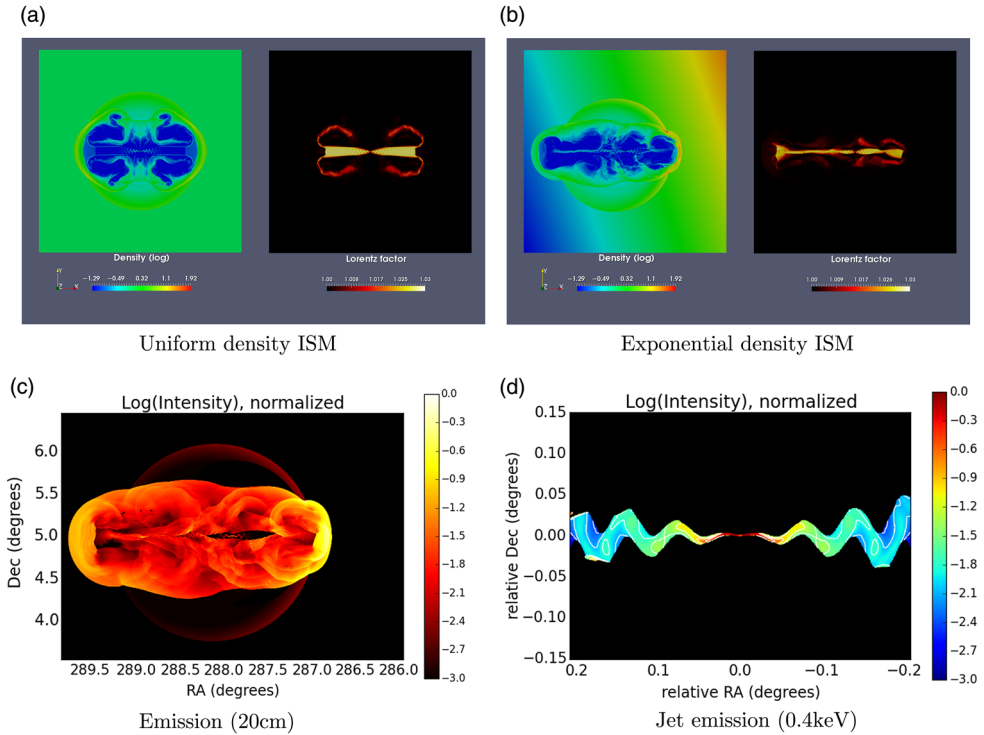 (a)
(b)
Density (log)
−1.29 −0.49 0.32 1.1 1.92
Y
Z X
Lorentz factor
1.00 1.008 1.017 1.025 1.03
Density (log)
−1.29 −0.49 0.32 1.1 1.92
Y
Z X
Lorentz factor
1.00 1.008 1.017 1.025 1.03
Uniform density ISM
Exponential density ISM
(c)
Log(Intensity), normalized
Dec (degrees)
6.0
5.5
5.0
4.5
4.0
289.5 289.0 288.5 288.0 287.5 287.0 286.5 286.0
RA (degrees)
0.0
−0.3
−0.6
−0.9
−1.2
−1.5
−1.8
−2.1
−2.4
−2.7
−3.0
Emission (20cm)
(d)
Log(Intensity), normalized
relative Dec (degrees)
0.15
0.10
0.05
0.00
−0.05
−0.10
−0.15
0.2 0.1 0.0 −0.1 −0.2
relative RA (degrees)
0.0
−0.3
−0.6
−0.9
−1.2
−1.5
−1.8
−2.1
−2.4
−2.7
−3.0
Jet emission (0.4keV)